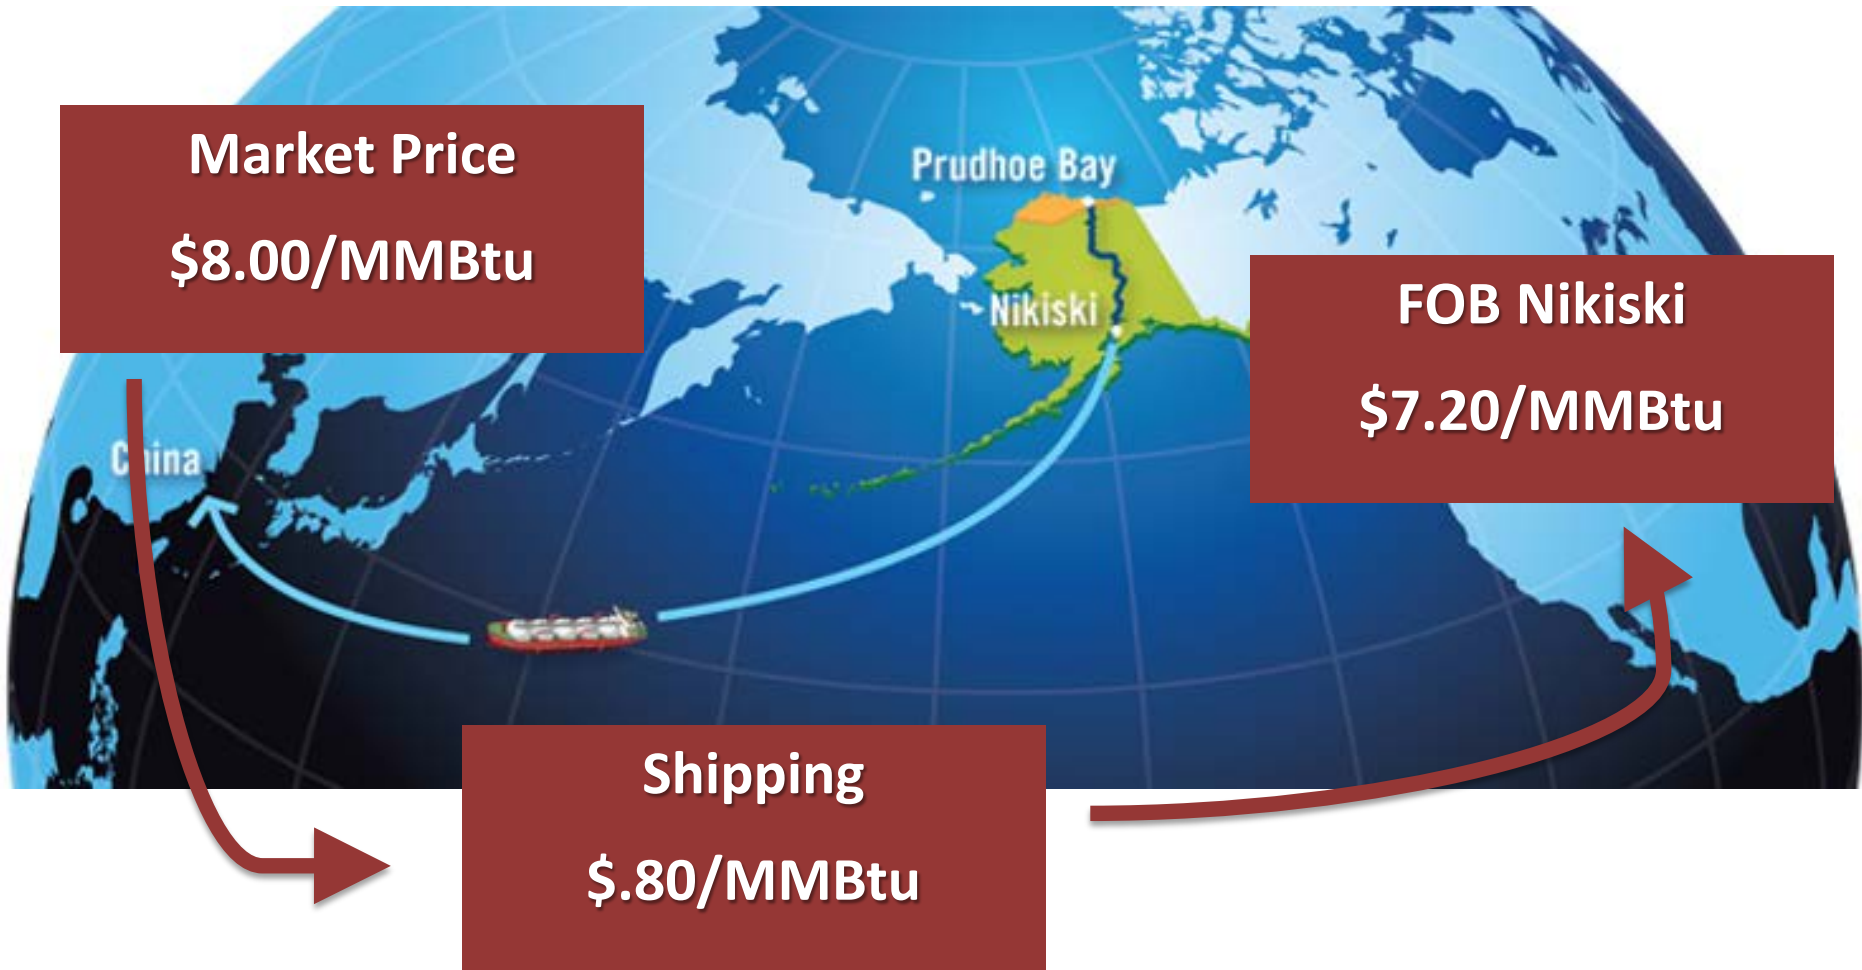 Market Price
$8.00/MMBtu
Prudhoe Bay
Nikiski
FOB Nikiski
$7.20/MMBtu
China
Shipping
$.80/MMBtu